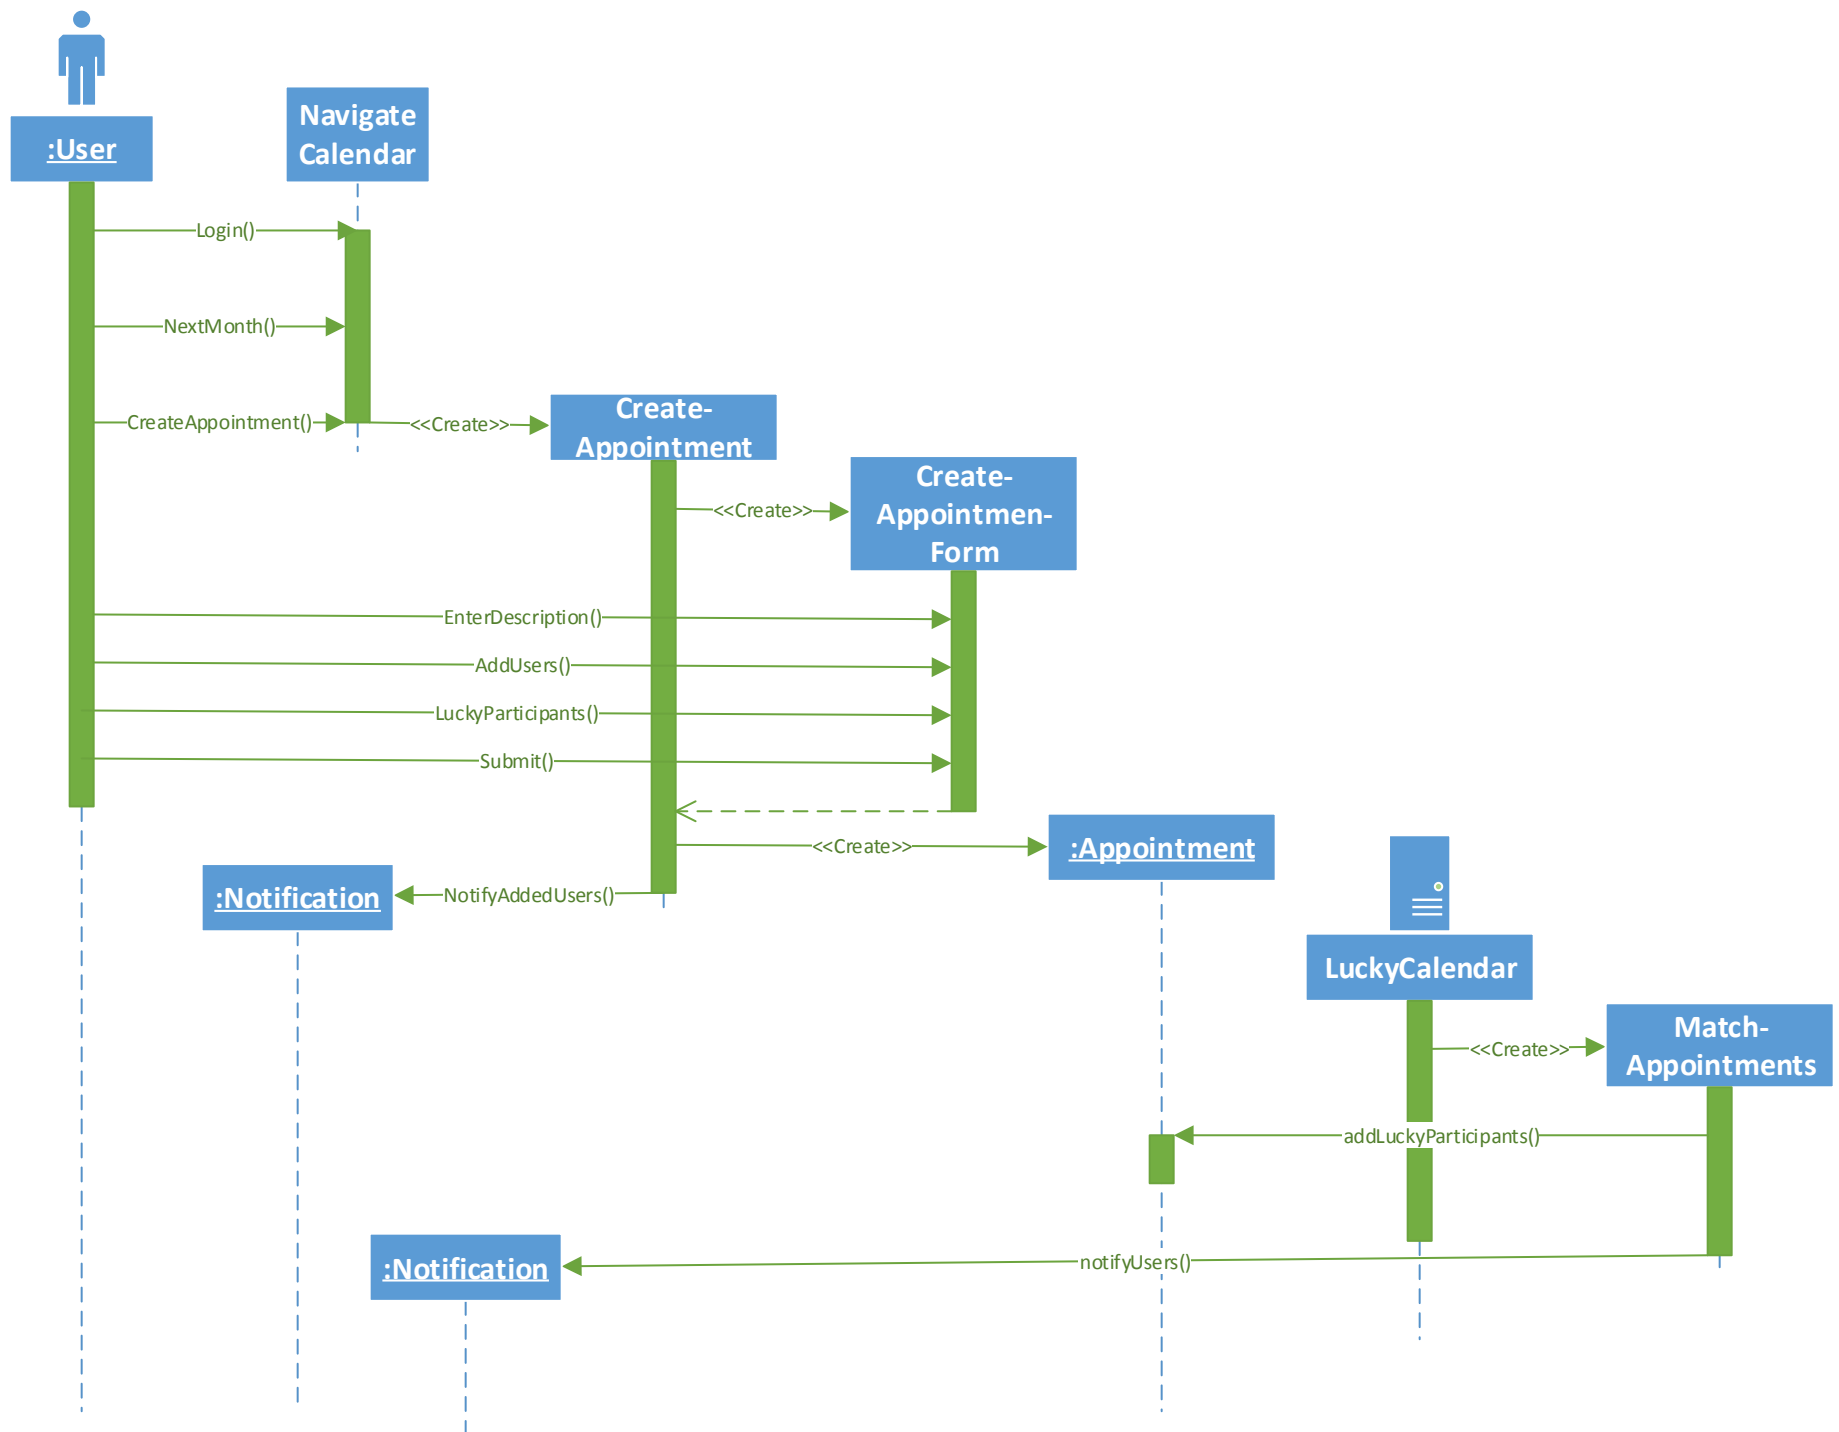 :User
Navigate
Calendar
Login()
NextMonth()
CreateAppointment()
<<Create>>
Create-
Appointment
<<Create>>
Create-
Appointmen-
Form
EnterDescription()
AddUsers()
LuckyParticipants()
Submit()
<<Create>>
:Appointment
:Notification
NotifyAddedUsers()
LuckyCalendar
<<Create>>
Match-
Appointments
addLuckyParticipants()
:Notification
notifyUsers()